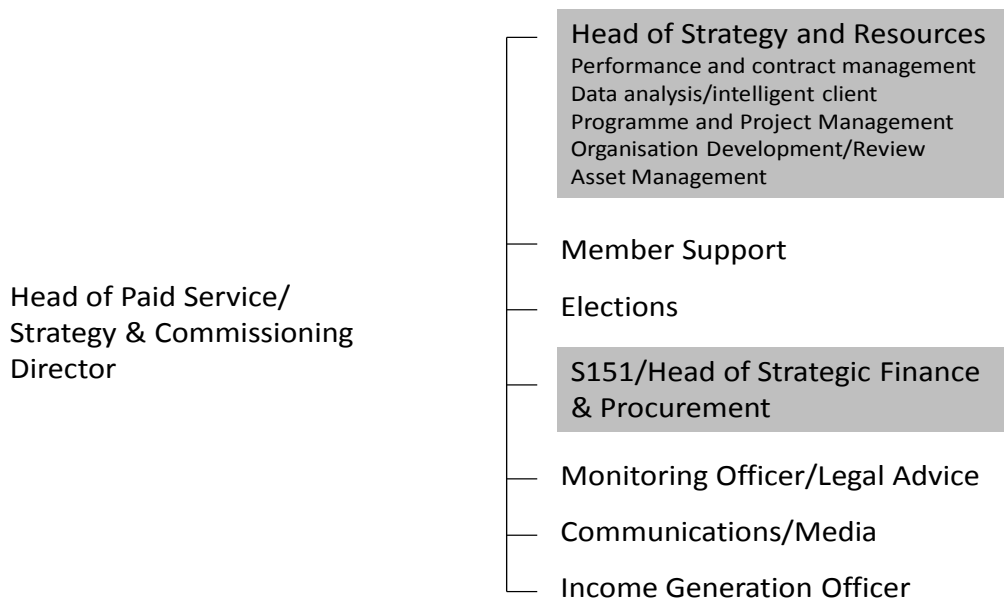 Head of Strategy and Resources
Performance and contract management
Data analysis/intelligent client
Programme and Project Management
Organisation Development/Review
Asset Management
Member Support
Head of Paid Service/
Strategy & Commissioning
Director
Elections
S151/Head of Strategic Finance
& Procurement
Monitoring Officer/Legal Advice
Communications/Media
Income Generation Officer